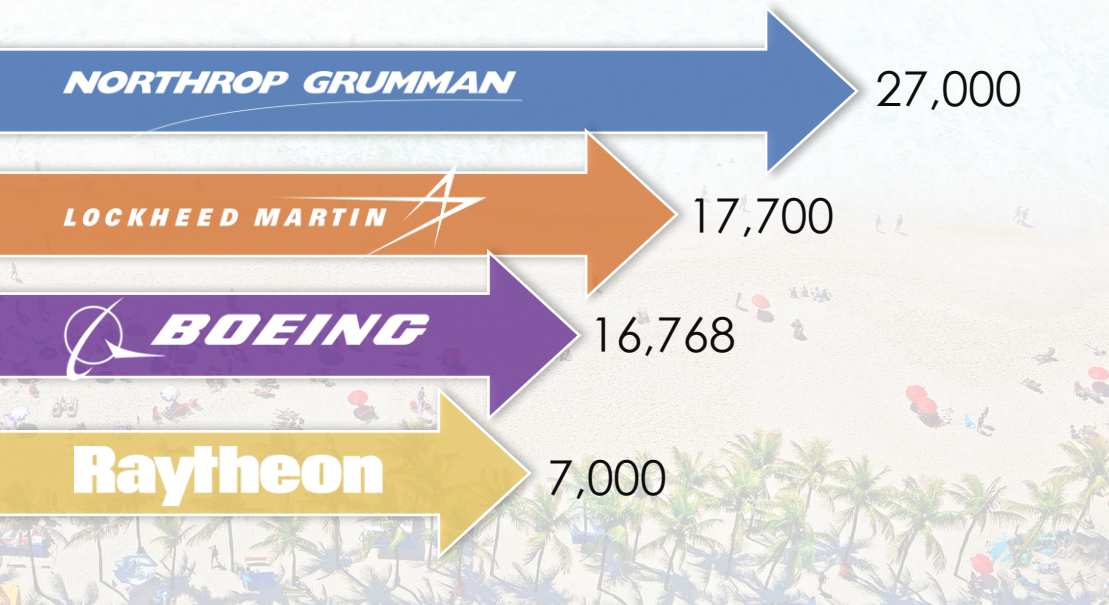 NORTHROP GRUMMAN
27,000
LOCKHEED MARTIN
17,700
BOEING
16,768
Raytheon
7,000